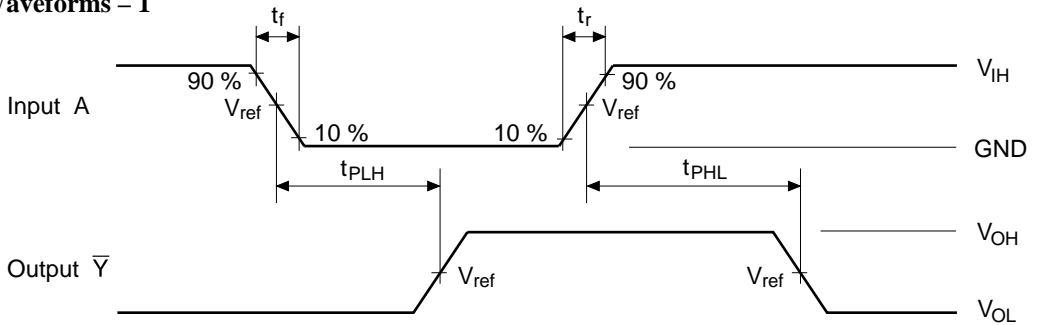 Waveforms – 1
tf tr
VIH
90 % 90 %
Input A
Vref Vref
10 % 10 %
GND
tPLH tPHL
VOH
Output Y̅
Vref Vref
VOL